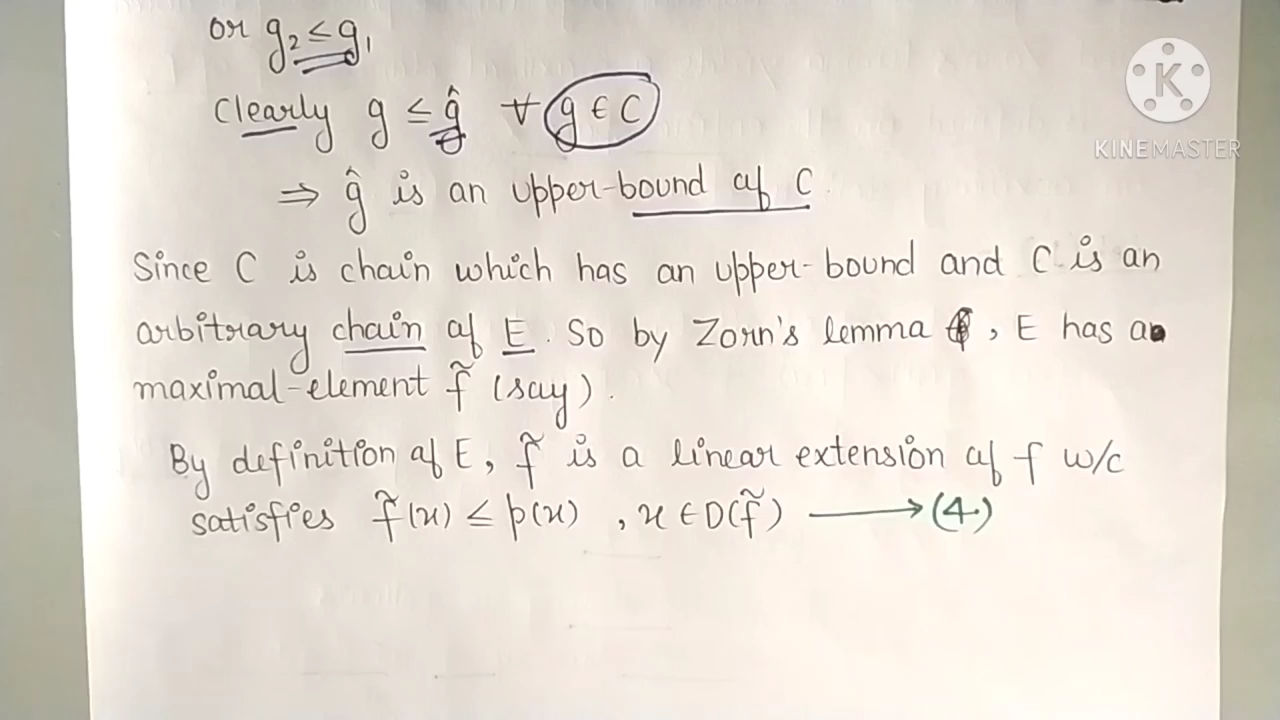 or g₂ ≤ g₁
Clearly g ≤ ĝ ∀ g ∈ C
⇒ ĝ is an upper-bound of C.
Since C is chain which has an upper-bound and C is an
arbitrary chain of E. So by Zorn's lemma , E has a
maximal-element f̃ (say).
By definition of E, f̃ is a linear extension of f w/c
satisfies f̃(x) ≤ p(x) , x ∈ D(f̃) ⟶ (4.)
K
KINEMASTER